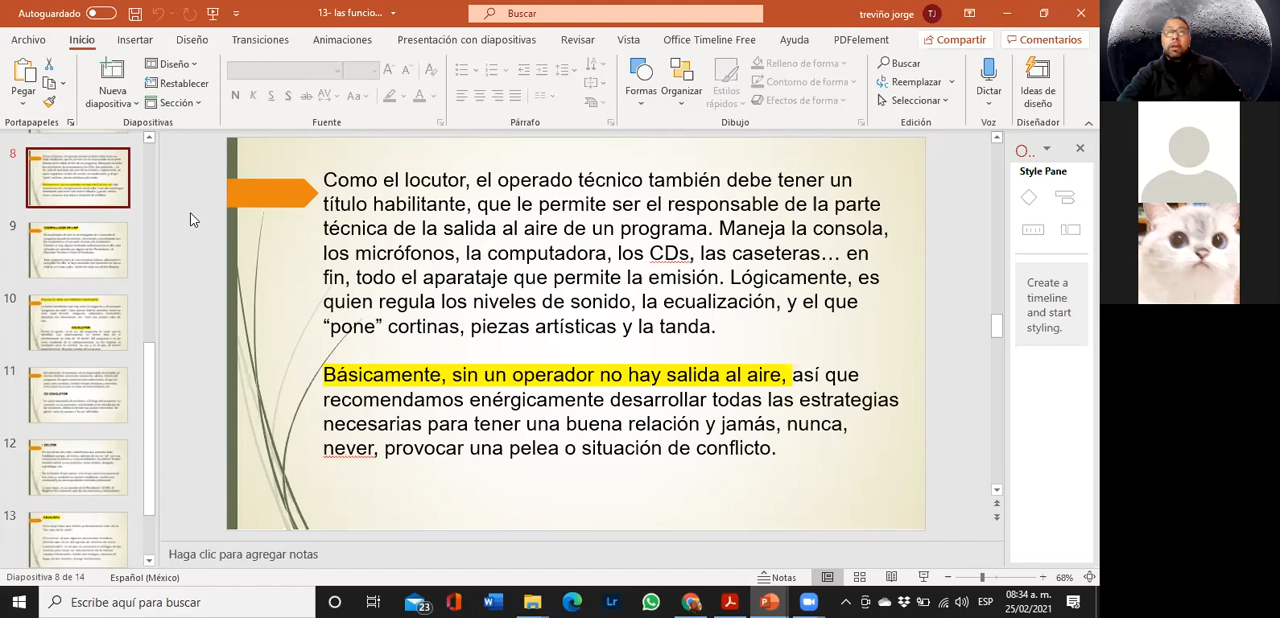 Autoguardado
13- las funcio...
Buscar
treviño jorge
TJ
Archivo
Inicio
Insertar
Diseño
Transiciones
Animaciones
Presentación de diapositivas
Revisar
Vista
Office Timeline Free
Ayuda
PDFelement
Compartir
Comentarios
Pegar
Nueva
diapositiva
Diseño
Restablecer
Sección
N K S S ab AV Aa A
Formas
Organizar
Estilos
rápidos
Relleno de forma
Contorno de forma
Efectos de forma
Buscar
Reemplazar
Seleccionar
Dictar
Ideas de
diseño
Portapapeles
Diapositivas
Fuente
Párrafo
Dibujo
Edición
Voz
Diseñador
8
9
10
11
12
13
Como el locutor, el operado técnico también debe tener un
título habilitante, que le permite ser el responsable de la parte
técnica de la salida al aire de un programa. Maneja la consola,
los micrófonos, la computadora, los CDs, las caseteras… en
fin, todo el aparataje que permite la emisión. Lógicamente, es
quien regula los niveles de sonido, la ecualización, y el que
“pone” cortinas, piezas artísticas y la tanda.
Básicamente, sin un operador no hay salida al aire, así que
recomendamos enérgicamente desarrollar todas las estrategias
necesarias para tener una buena relación y jamás, nunca,
never, provocar una pelea o situación de conflicto.
O..
Style Pane
Create a
timeline
and start
styling.
Haga clic para agregar notas
Diapositiva 8 de 14
Español (México)
Notas
68%
Escribe aquí para buscar
23
ESP
08:34 a. m.
25/02/2021